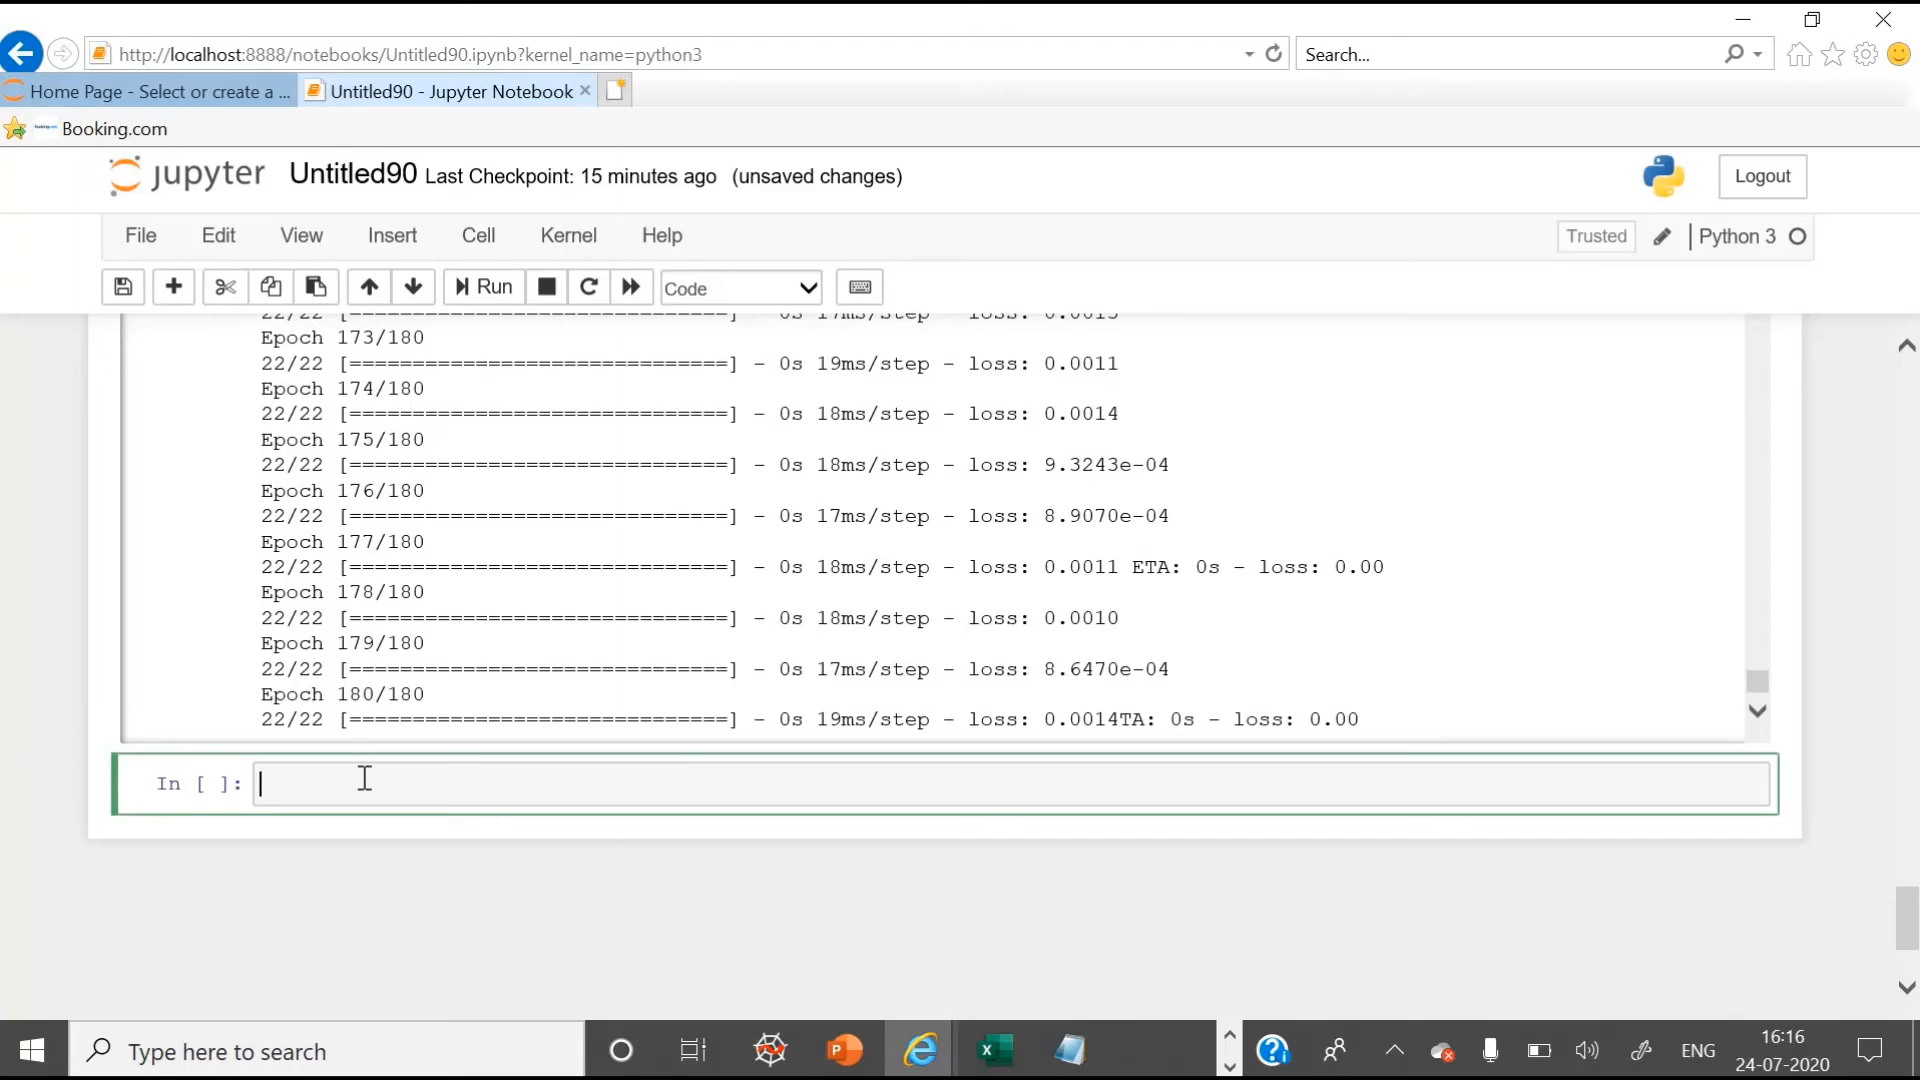 http://localhost:8888/notebooks/Untitled90.ipynb?kernel_name=python3
Search...
Home Page - Select or create a ...
Untitled90 - Jupyter Notebook
Booking.com
jupyter Untitled90 Last Checkpoint: 15 minutes ago (unsaved changes)
Logout
File Edit View Insert Cell Kernel Help
Trusted
Python 3
Run
Code
22/22 [==============================] - 0s 17ms/step - loss: 0.0013
Epoch 173/180
22/22 [==============================] - 0s 19ms/step - loss: 0.0011
Epoch 174/180
22/22 [==============================] - 0s 18ms/step - loss: 0.0014
Epoch 175/180
22/22 [==============================] - 0s 18ms/step - loss: 9.3243e-04
Epoch 176/180
22/22 [==============================] - 0s 17ms/step - loss: 8.9070e-04
Epoch 177/180
22/22 [==============================] - 0s 18ms/step - loss: 0.0011 ETA: 0s - loss: 0.00
Epoch 178/180
22/22 [==============================] - 0s 18ms/step - loss: 0.0010
Epoch 179/180
22/22 [==============================] - 0s 17ms/step - loss: 8.6470e-04
Epoch 180/180
22/22 [==============================] - 0s 19ms/step - loss: 0.0014TA: 0s - loss: 0.00
In [ ]:
Type here to search
ENG
16:16
24-07-2020